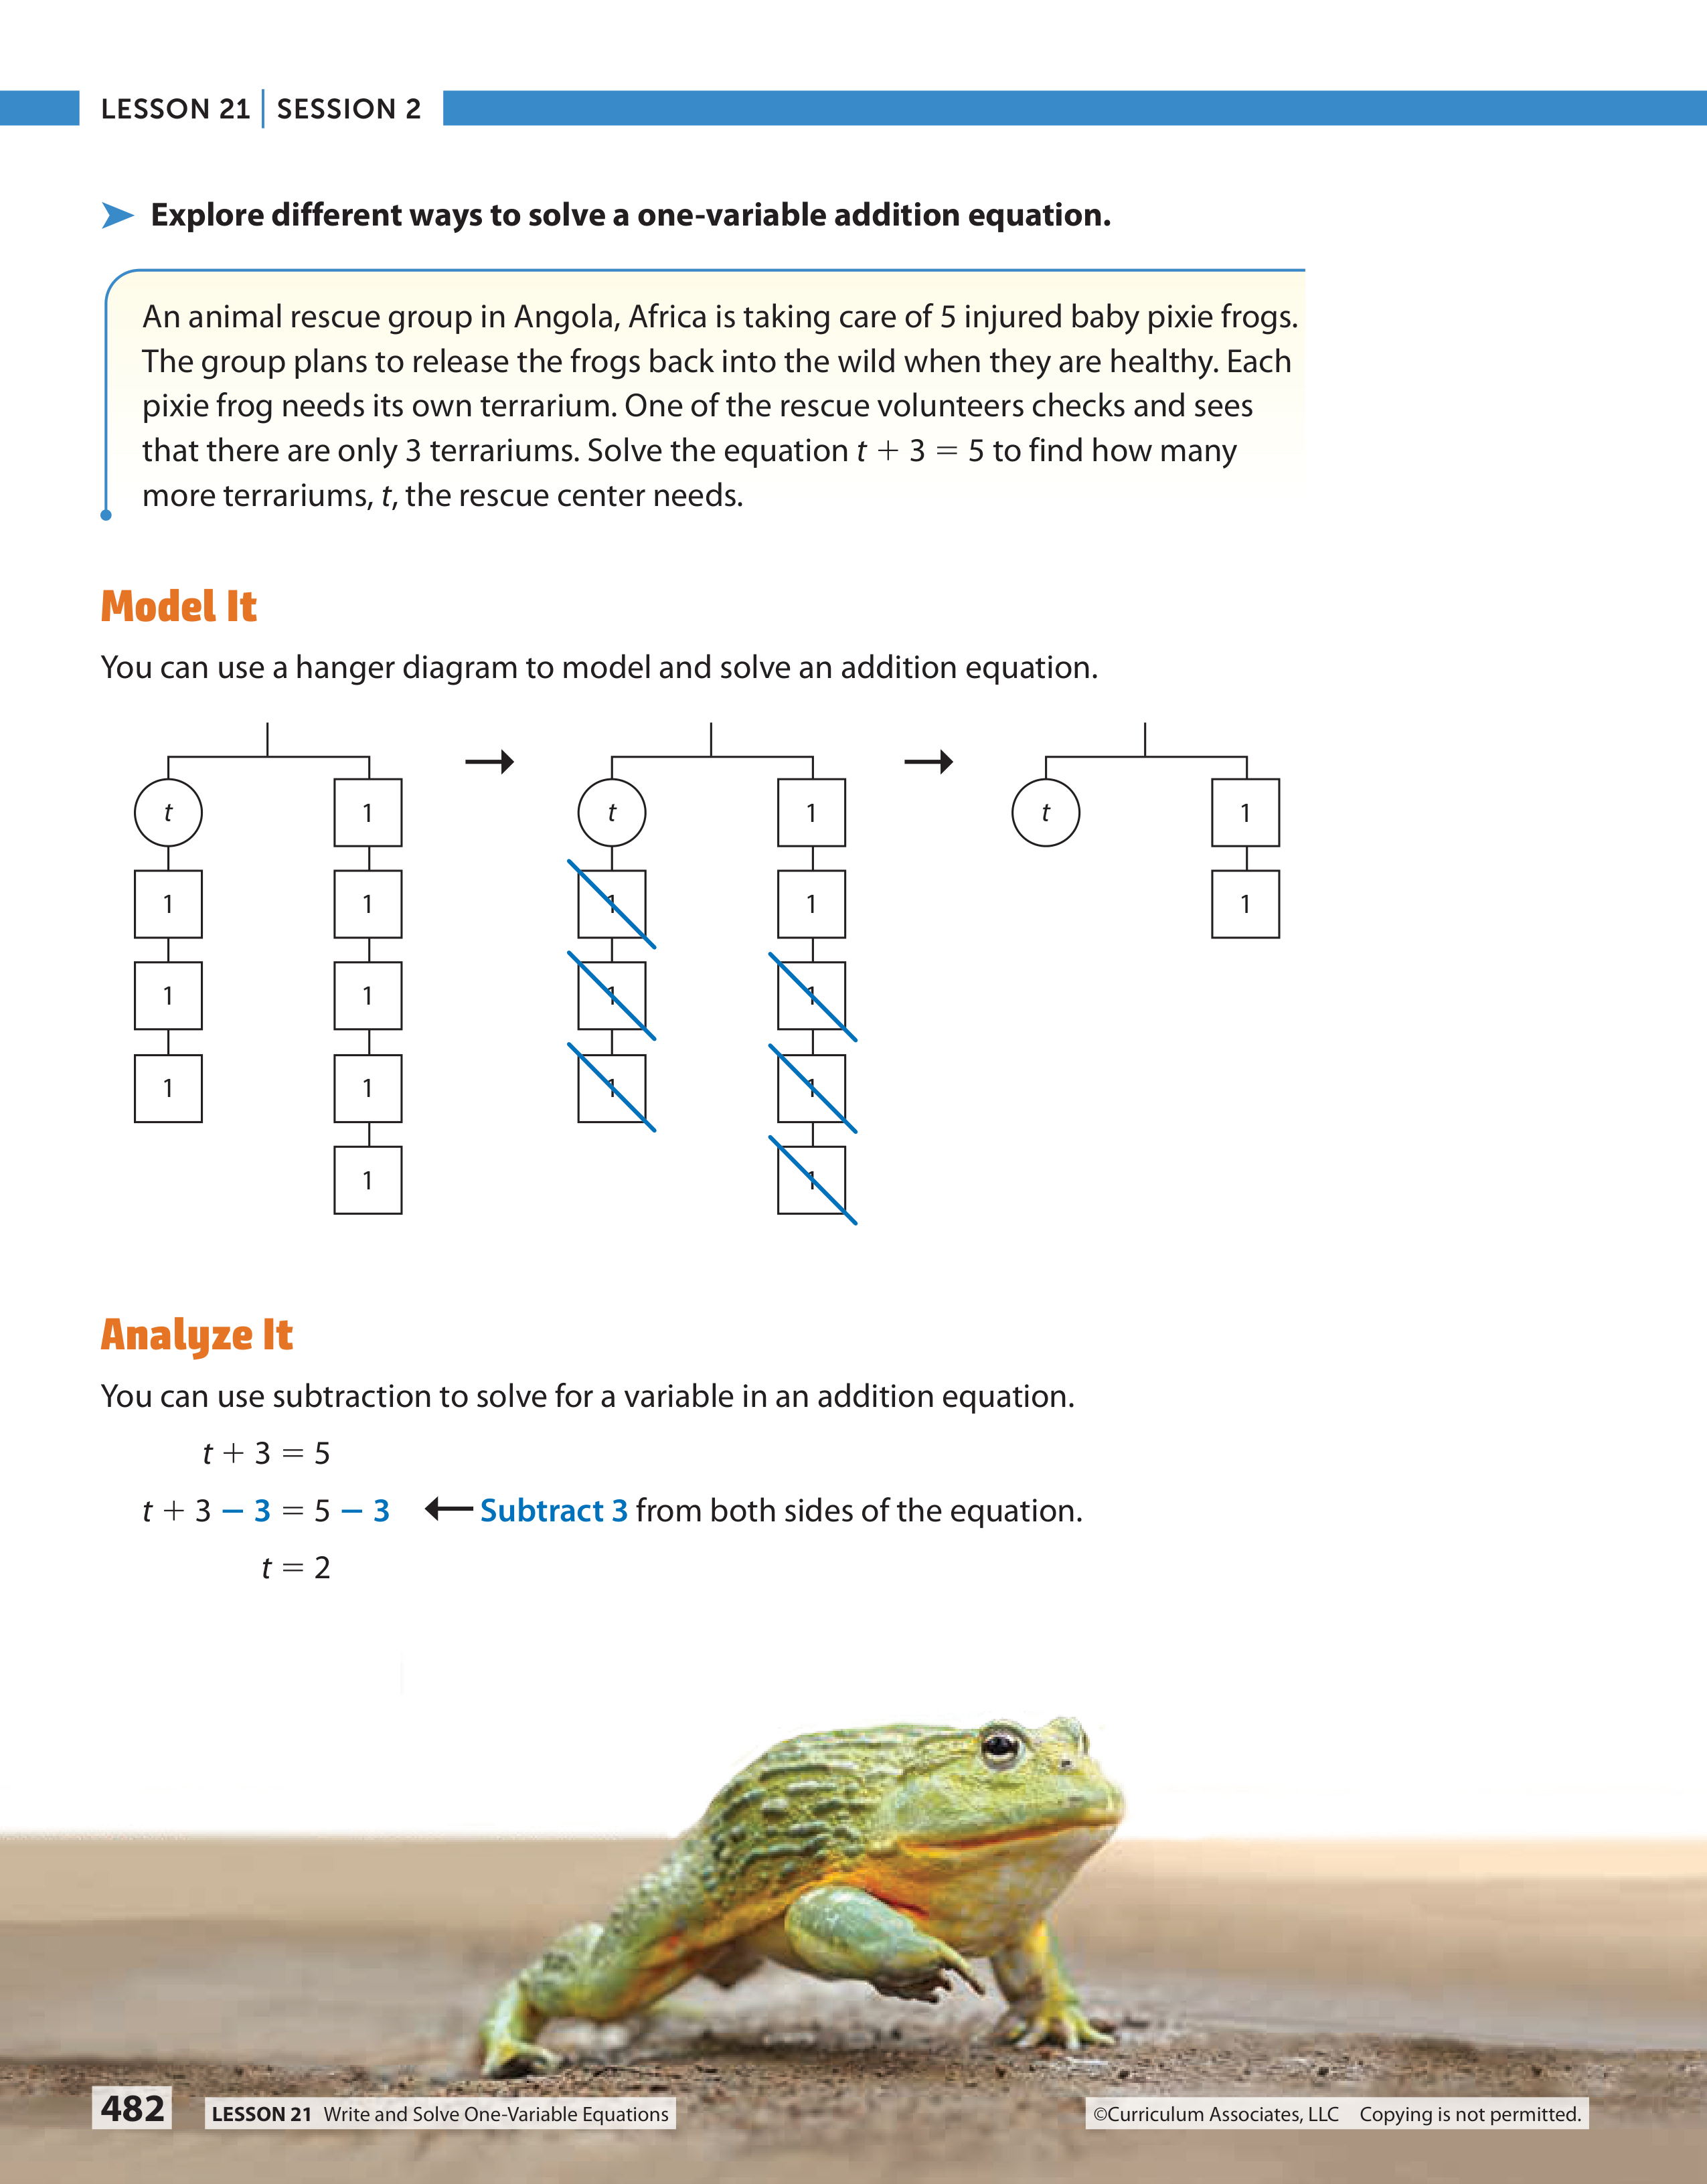 LESSON 21 | SESSION 2
Explore different ways to solve a one-variable addition equation.
An animal rescue group in Angola, Africa is taking care of 5 injured baby pixie frogs.
The group plans to release the frogs back into the wild when they are healthy. Each
pixie frog needs its own terrarium. One of the rescue volunteers checks and sees
that there are only 3 terrariums. Solve the equation t + 3 = 5 to find how many
more terrariums, t, the rescue center needs.
Model It
You can use a hanger diagram to model and solve an addition equation.
t 1 t 1 t 1
1 1 1 1 1
1 1 1 1
1 1 1 1
1 1
Analyze It
You can use subtraction to solve for a variable in an addition equation.
t + 3 = 5
t + 3 − 3 = 5 − 3 ← Subtract 3 from both sides of the equation.
t = 2
482 LESSON 21 Write and Solve One-Variable Equations ©Curriculum Associates, LLC Copying is not permitted.